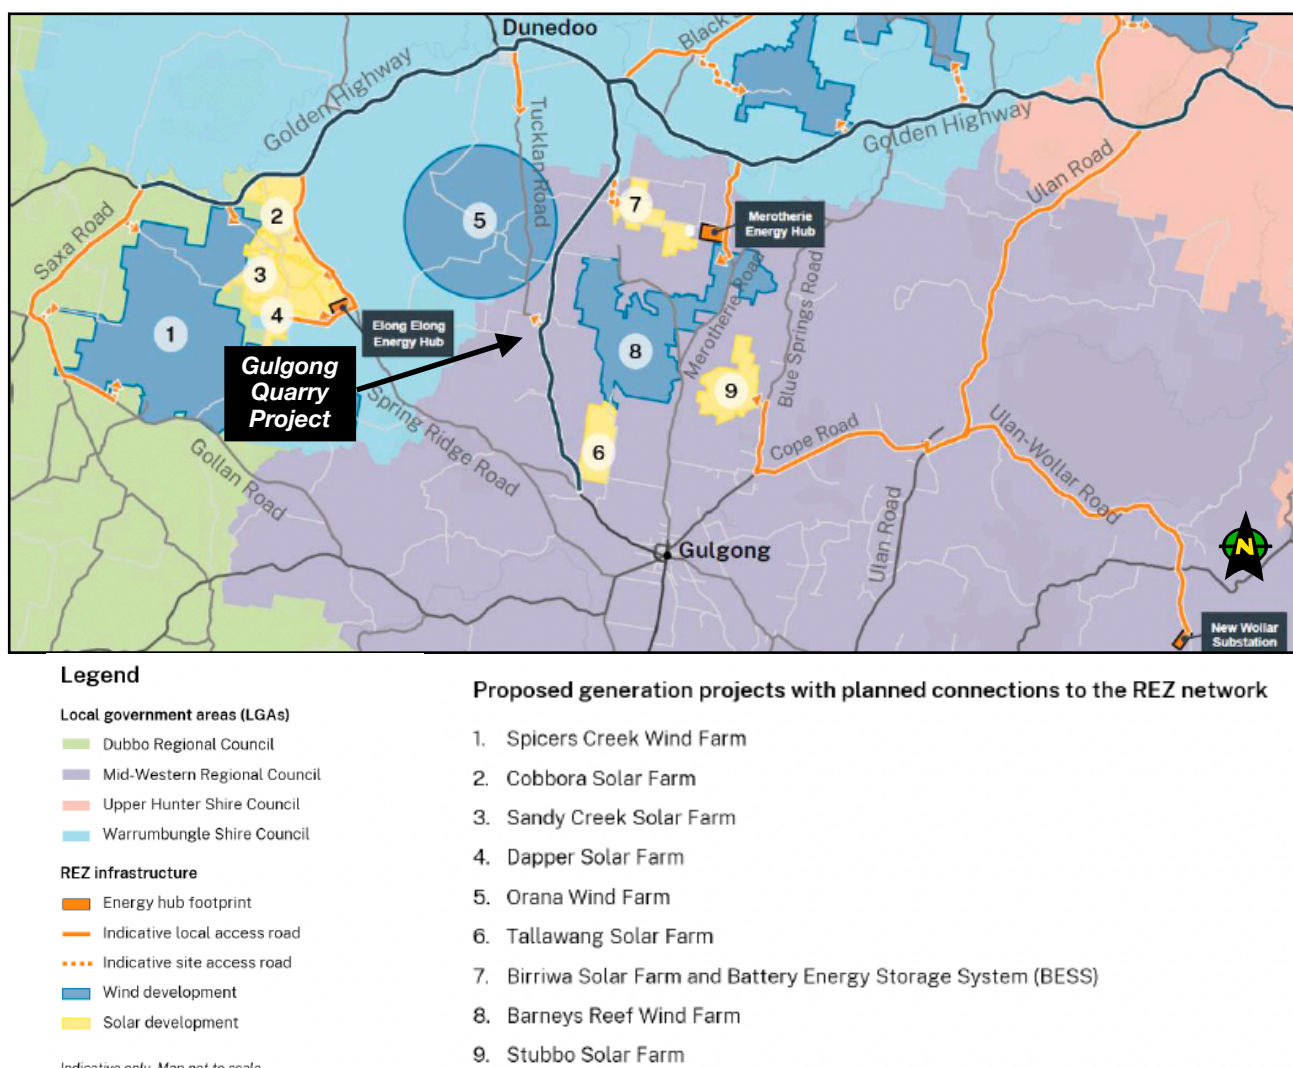 Dunedoo
Black
Golden Highway
Tucklan Road
Golden Highway
Ulan Road
Saxa Road
2
5
7
Merotherie
Energy Hub
3
4
1
Elong Elong
Energy Hub
Gulgong
Quarry
Project
8
Merotherie Road
Blue Springs Road
9
6
Spring Ridge Road
Gollan Road
Cope Road
Ulan-Wollar Road
Ulan Road
Gulgong
N
New Wollar
Substation
Legend
Local government areas (LGAs)
Dubbo Regional Council
Mid-Western Regional Council
Upper Hunter Shire Council
Warrumbungle Shire Council
REZ infrastructure
Energy hub footprint
Indicative local access road
Indicative site access road
Wind development
Solar development
Indicative only. Map not to scale
Proposed generation projects with planned connections to the REZ network
1. Spicers Creek Wind Farm
2. Cobbora Solar Farm
3. Sandy Creek Solar Farm
4. Dapper Solar Farm
5. Orana Wind Farm
6. Tallawang Solar Farm
7. Birriwa Solar Farm and Battery Energy Storage System (BESS)
8. Barneys Reef Wind Farm
9. Stubbo Solar Farm